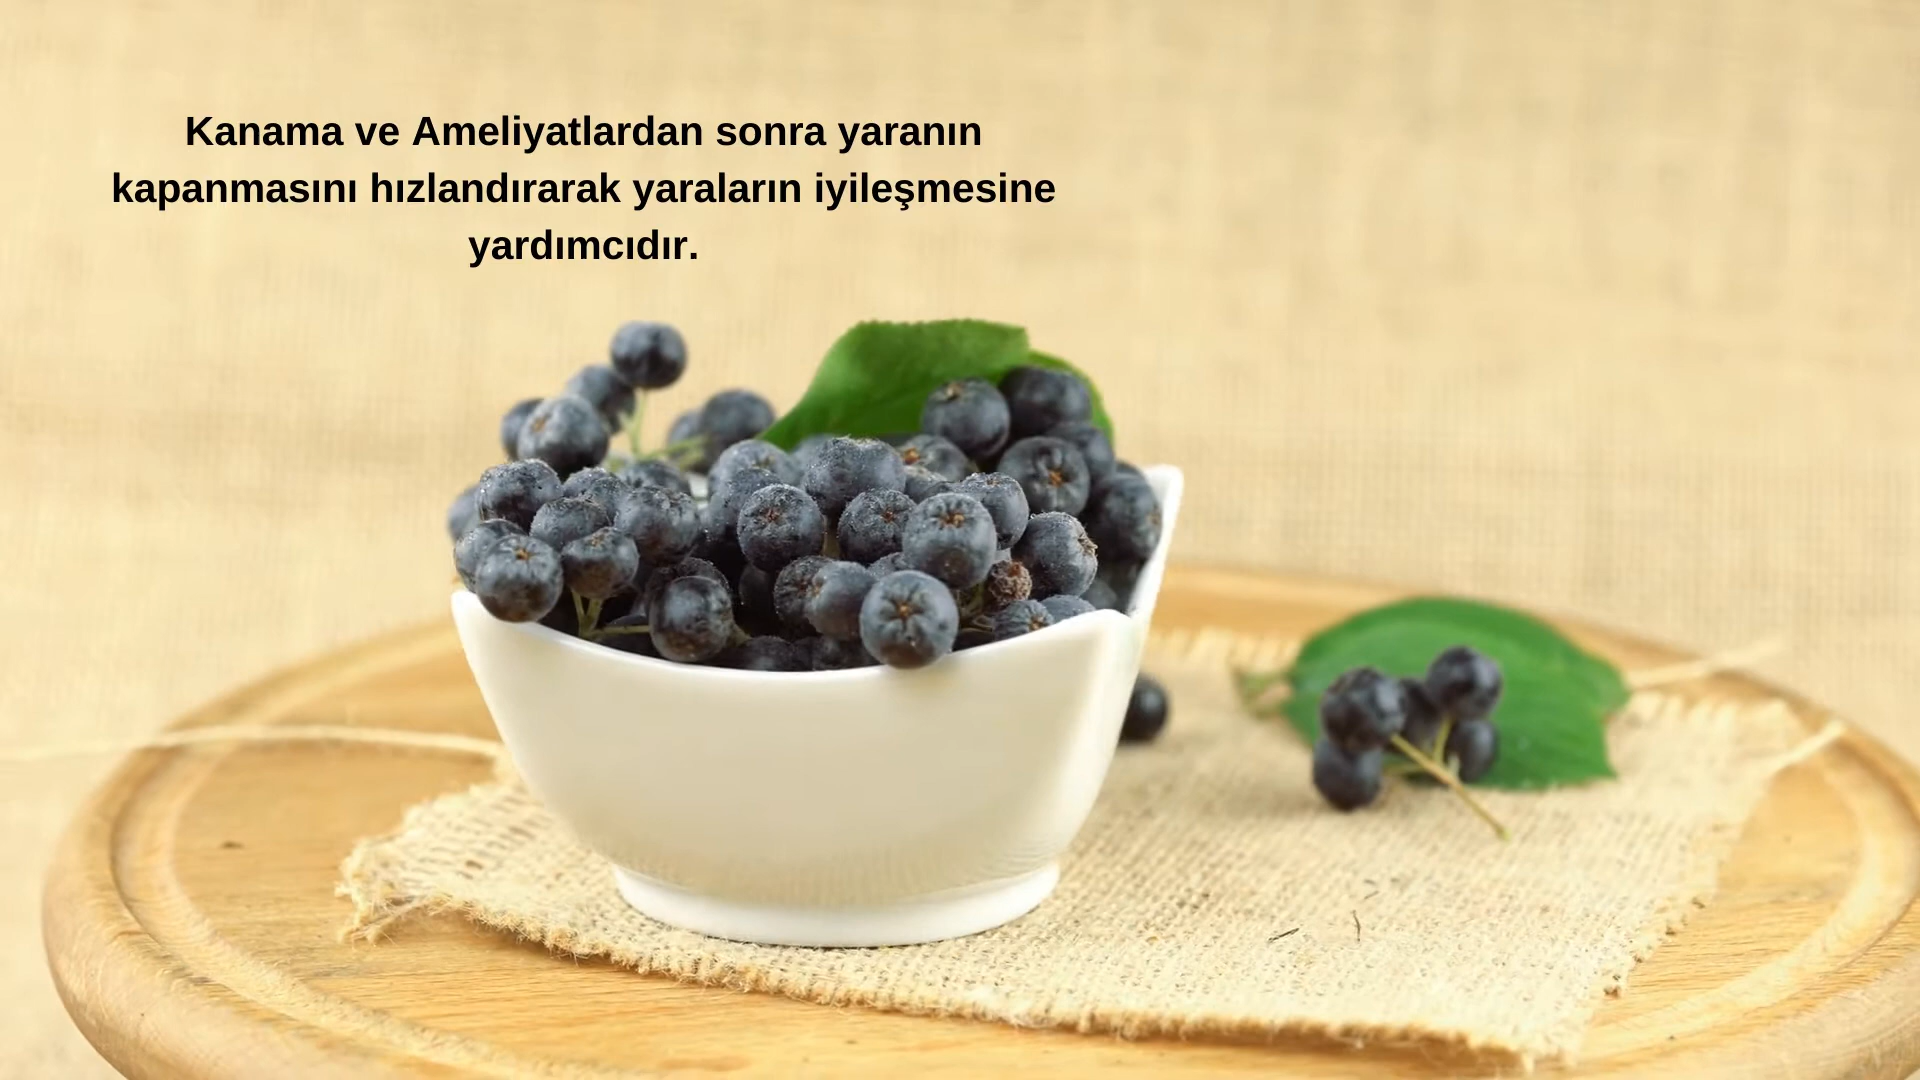 Kanama ve Ameliyatlardan sonra yaranın
kapanmasını hızlandırarak yaraların iyileşmesine
yardımcıdır.